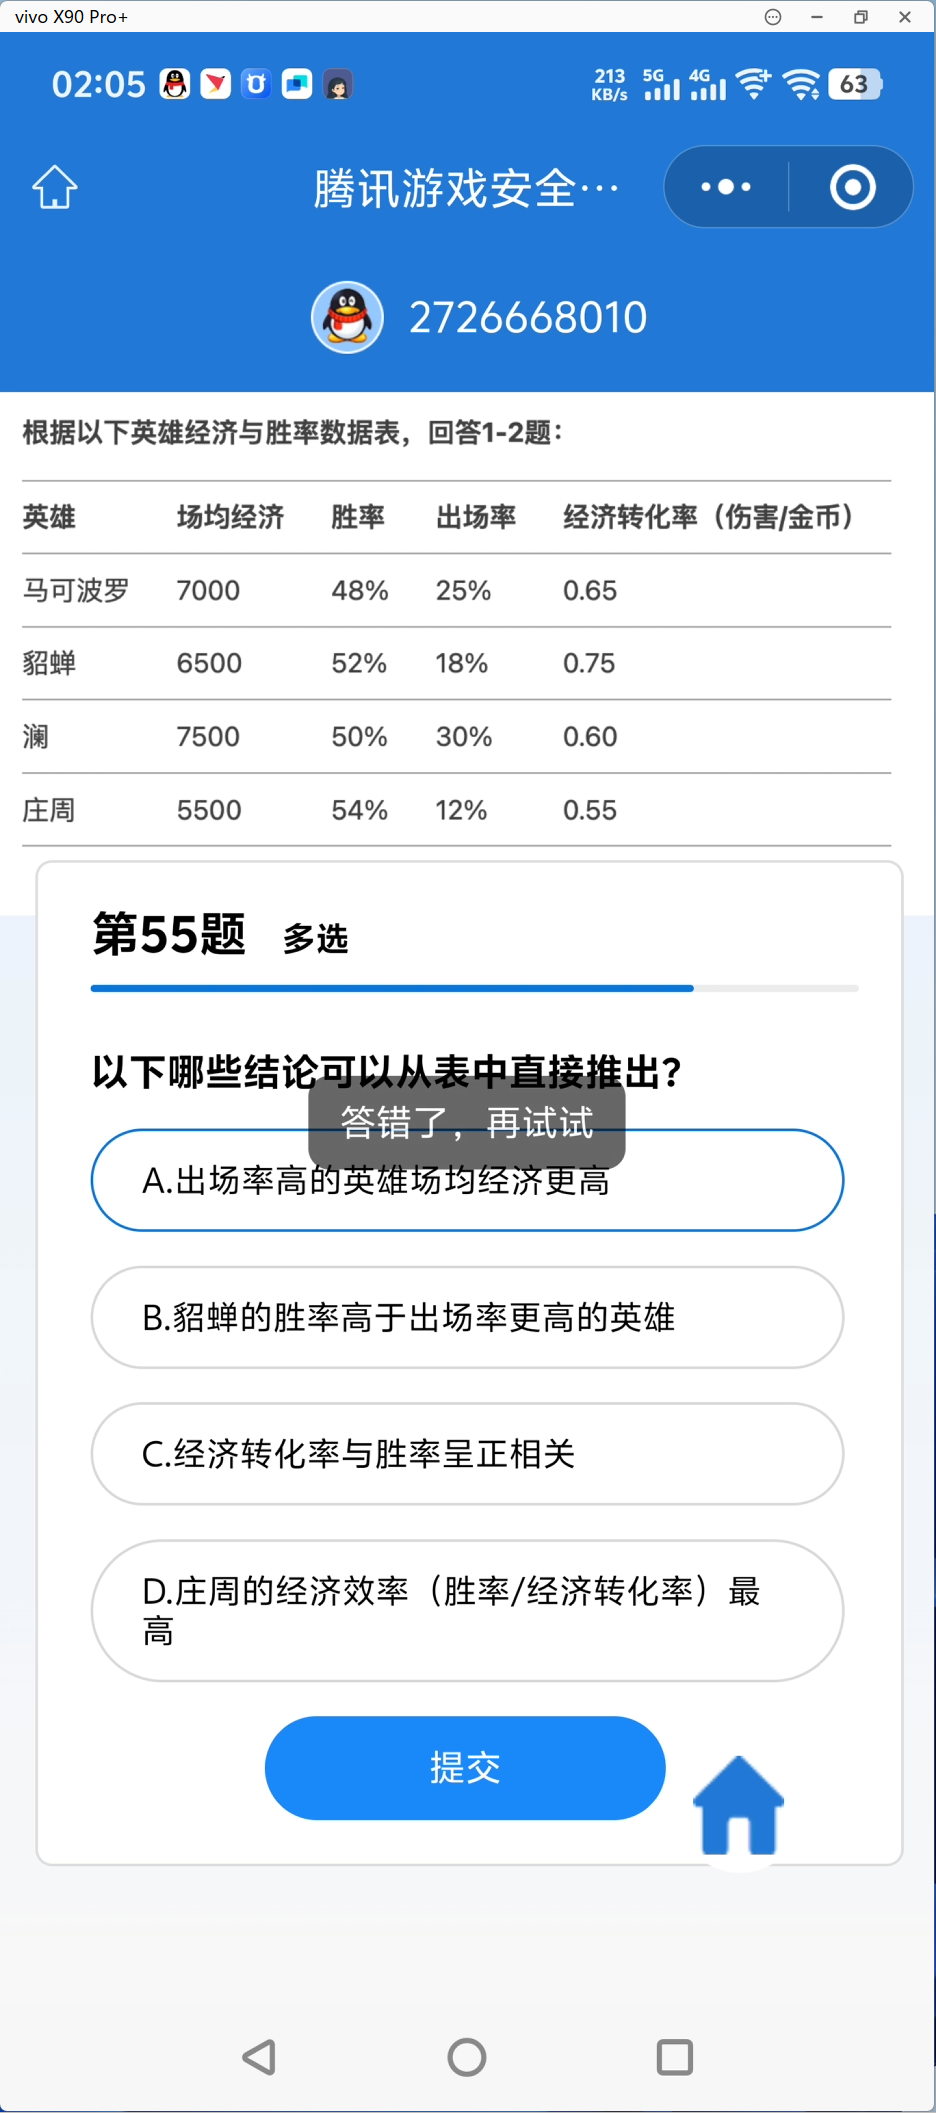 vivo X90 Pro+
02:05
213 KB/s 5G 4G 63
腾讯游戏安全…
2726668010
根据以下英雄经济与胜率数据表，回答1-2题：
英雄 场均经济 胜率 出场率 经济转化率（伤害/金币）
马可波罗 7000 48% 25% 0.65
貂蝉 6500 52% 18% 0.75
澜 7500 50% 30% 0.60
庄周 5500 54% 12% 0.55
第55题 多选
以下哪些结论可以从表中直接推出？
答错了，再试试
A.出场率高的英雄场均经济更高
B.貂蝉的胜率高于出场率更高的英雄
C.经济转化率与胜率呈正相关
D.庄周的经济效率（胜率/经济转化率）最
高
提交